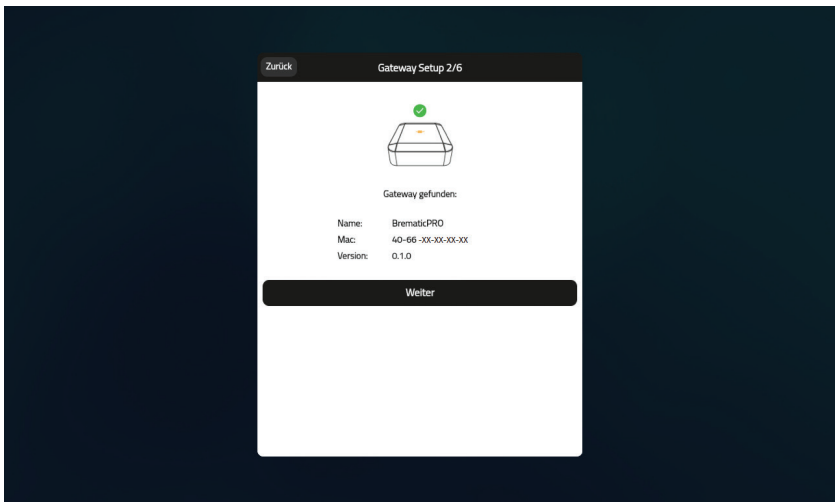 Zurück
Gateway Setup 2/6
Gateway gefunden:
Name: BrematicPRO
Mac: 40-66 -XX-XX-XX-XX
Version: 0.1.0
Weiter